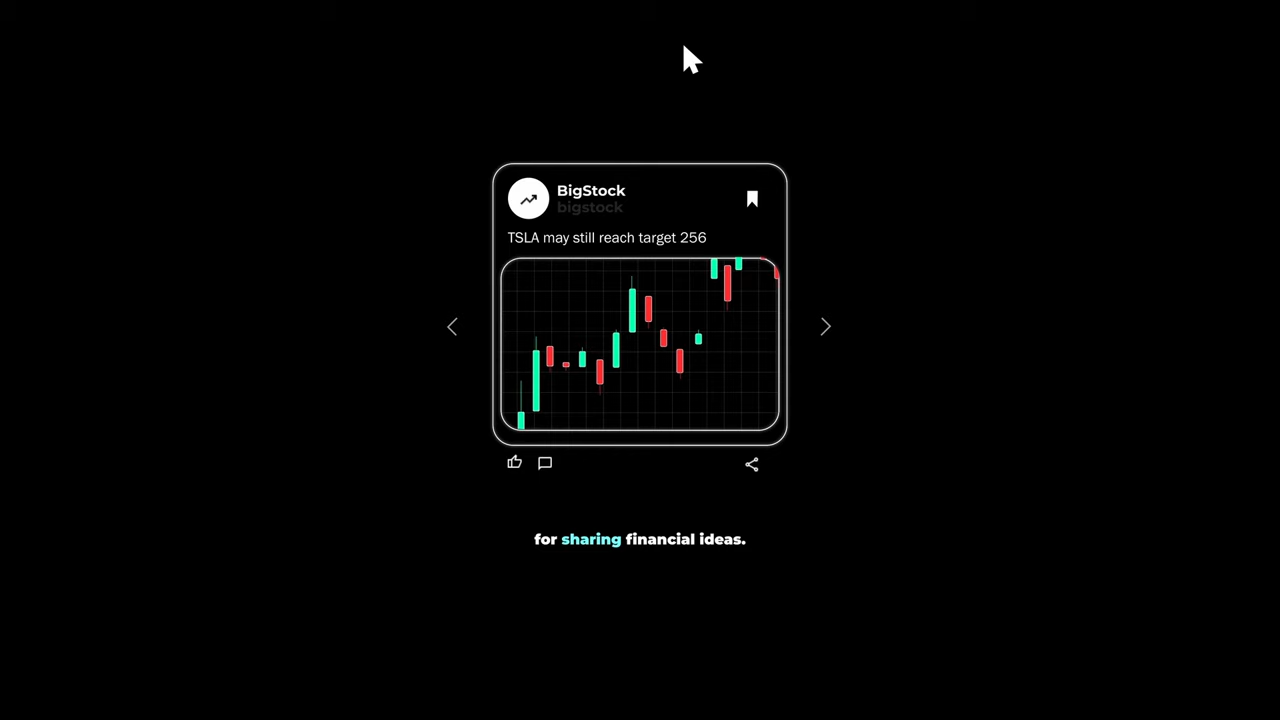 BigStock
bigstock
TSLA may still reach target 256
for sharing financial ideas.